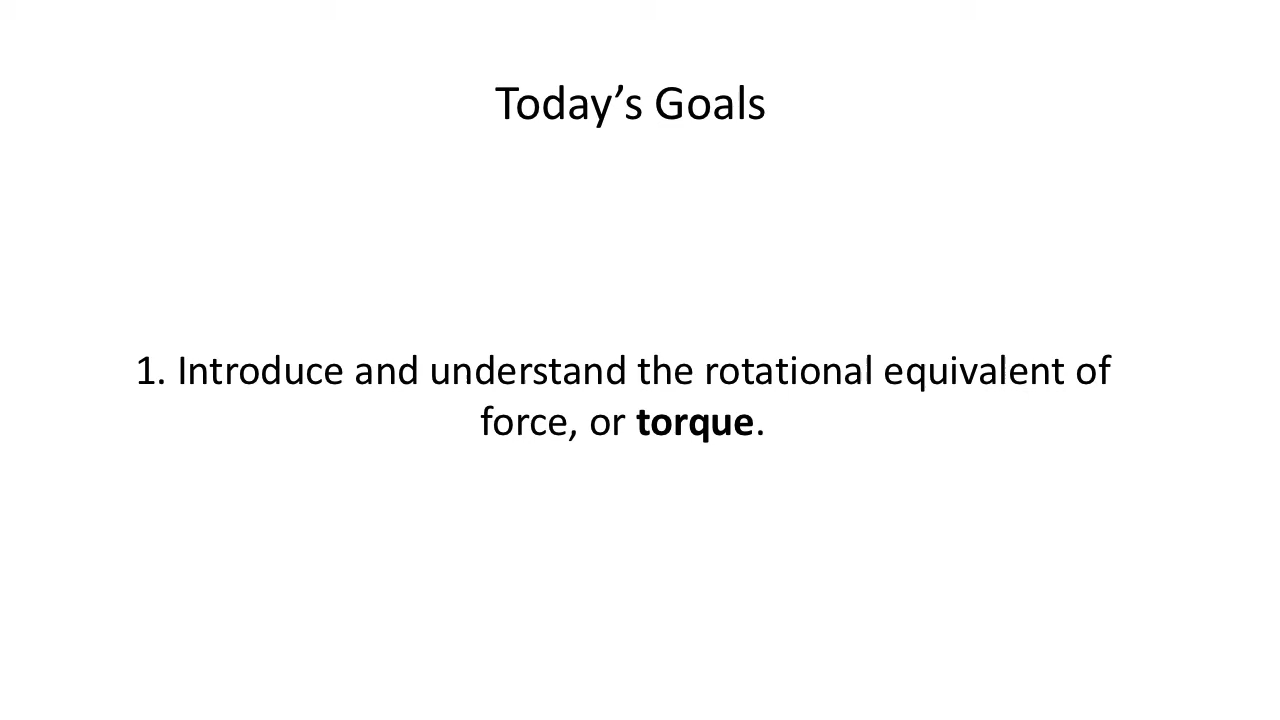 Today’s Goals
1. Introduce and understand the rotational equivalent of
force, or torque.